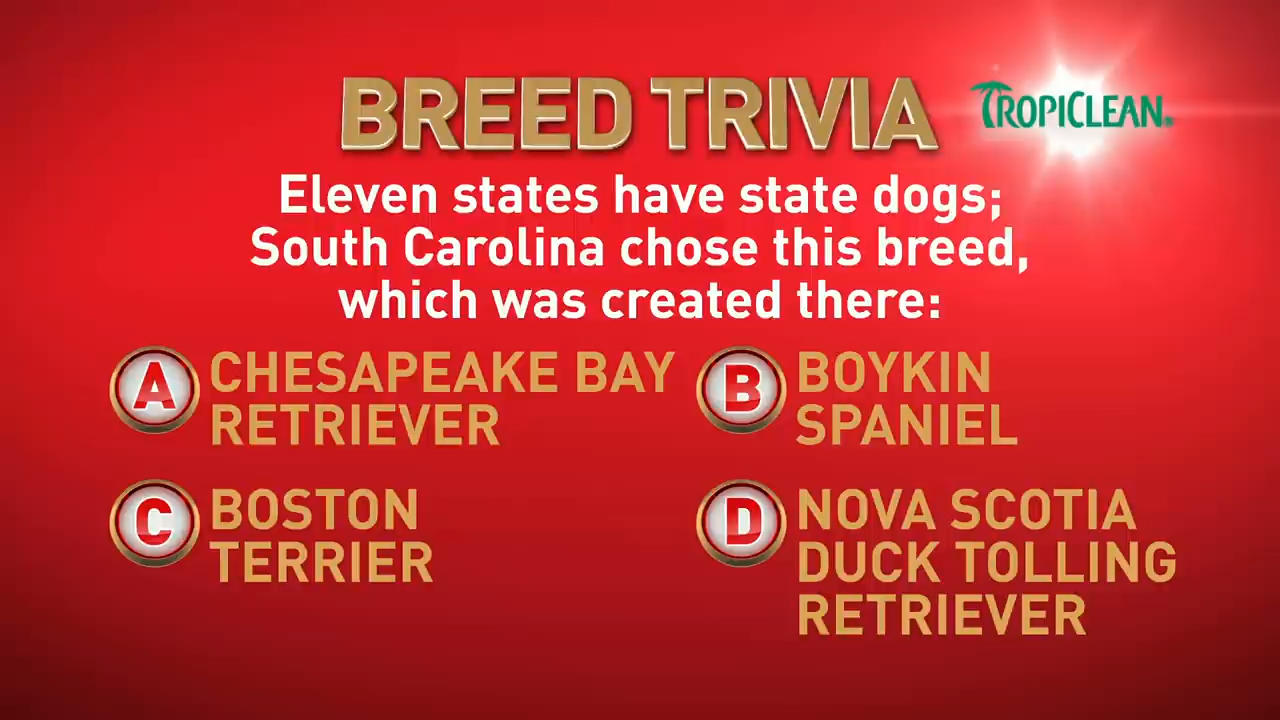 BREED TRIVIA
TROPICLEAN®
Eleven states have state dogs;
South Carolina chose this breed,
which was created there:
A CHESAPEAKE BAY
RETRIEVER
B BOYKIN
SPANIEL
C BOSTON
TERRIER
D NOVA SCOTIA
DUCK TOLLING
RETRIEVER